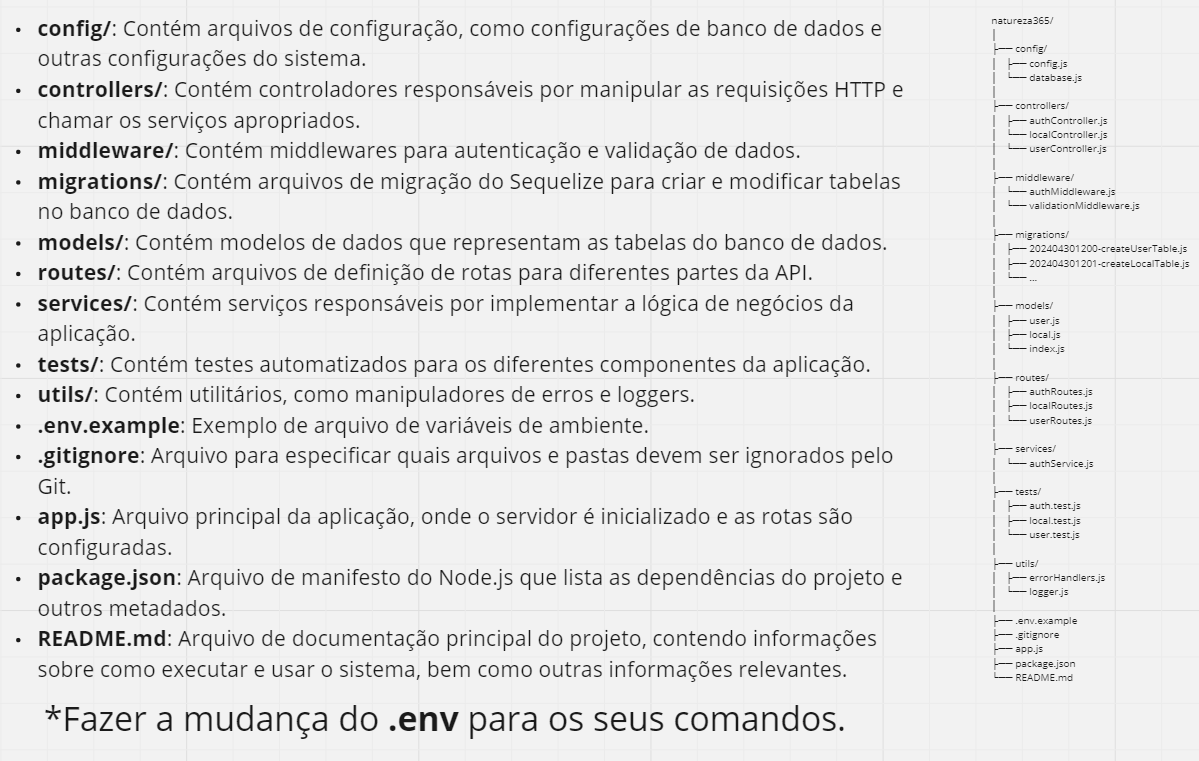 • config/: Contém arquivos de configuração, como configurações de banco de dados e
outras configurações do sistema.
• controllers/: Contém controladores responsáveis por manipular as requisições HTTP e
chamar os serviços apropriados.
• middleware/: Contém middlewares para autenticação e validação de dados.
• migrations/: Contém arquivos de migração do Sequelize para criar e modificar tabelas
no banco de dados.
• models/: Contém modelos de dados que representam as tabelas do banco de dados.
• routes/: Contém arquivos de definição de rotas para diferentes partes da API.
• services/: Contém serviços responsáveis por implementar a lógica de negócios da
aplicação.
• tests/: Contém testes automatizados para os diferentes componentes da aplicação.
• utils/: Contém utilitários, como manipuladores de erros e loggers.
• .env.example: Exemplo de arquivo de variáveis de ambiente.
• .gitignore: Arquivo para especificar quais arquivos e pastas devem ser ignorados pelo
Git.
• app.js: Arquivo principal da aplicação, onde o servidor é inicializado e as rotas são
configuradas.
• package.json: Arquivo de manifesto do Node.js que lista as dependências do projeto e
outros metadados.
• README.md: Arquivo de documentação principal do projeto, contendo informações
sobre como executar e usar o sistema, bem como outras informações relevantes.
*Fazer a mudança do .env para os seus comandos.
natureza365/
│
├── config/
│ ├── config.js
│ └── database.js
│
├── controllers/
│ ├── authController.js
│ ├── localController.js
│ └── userController.js
│
├── middleware/
│ ├── authMiddleware.js
│ └── validationMiddleware.js
│
├── migrations/
│ ├── 202404301200-createUserTable.js
│ ├── 202404301201-createLocalTable.js
│ └── ...
│
├── models/
│ ├── user.js
│ ├── local.js
│ └── index.js
│
├── routes/
│ ├── authRoutes.js
│ ├── localRoutes.js
│ └── userRoutes.js
│
├── services/
│ └── authService.js
│
├── tests/
│ ├── auth.test.js
│ ├── local.test.js
│ └── user.test.js
│
├── utils/
│ ├── errorHandlers.js
│ └── logger.js
│
├── .env.example
├── .gitignore
├── app.js
├── package.json
└── README.md